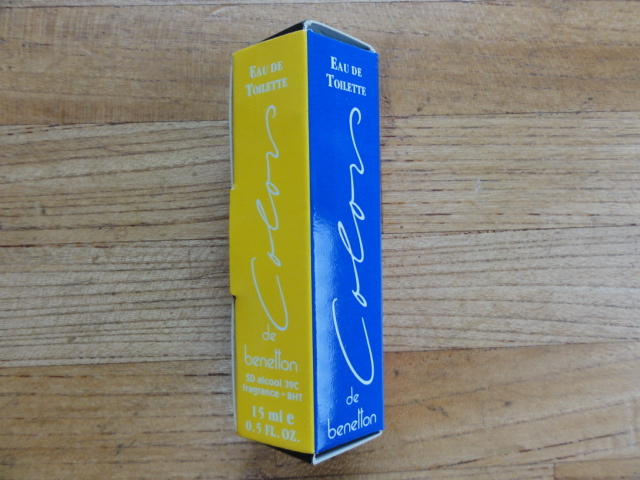 EAU DE
TOILETTE
Colors
de
benetton
SD alcool 39C
fragrance - BHT
15 ml e
0.5 FL. OZ.
EAU DE
TOILETTE
Colors
de
benetton